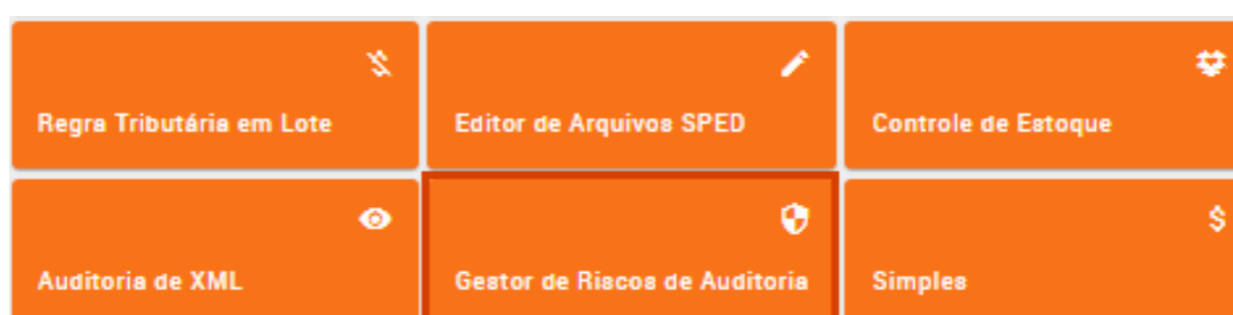 Regra Tributária em Lote
Editor de Arquivos SPED
Controle de Estoque
Auditoria de XML
Gestor de Riscos de Auditoria
Simples